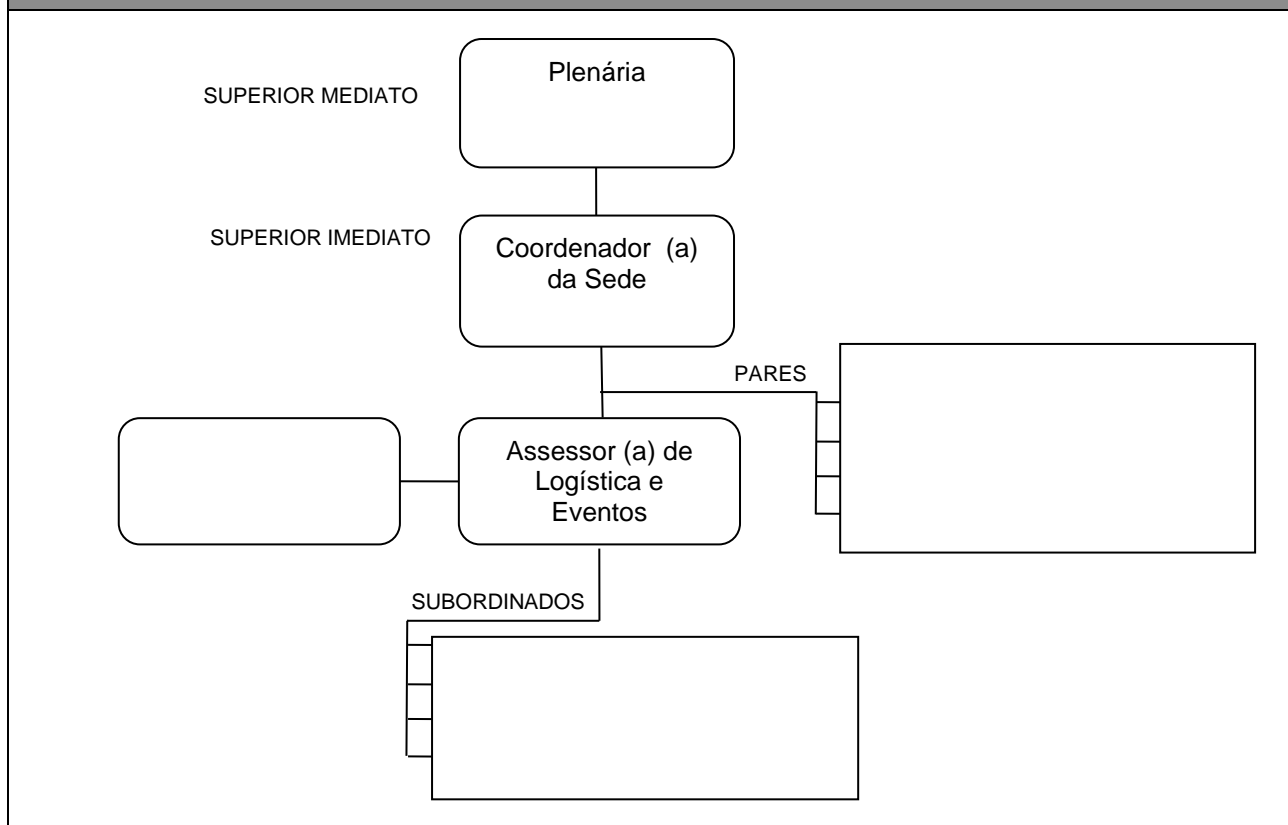 Plenária
SUPERIOR MEDIATO
SUPERIOR IMEDIATO
Coordenador (a)
da Sede
PARES
Assessor (a) de
Logística e
Eventos
SUBORDINADOS